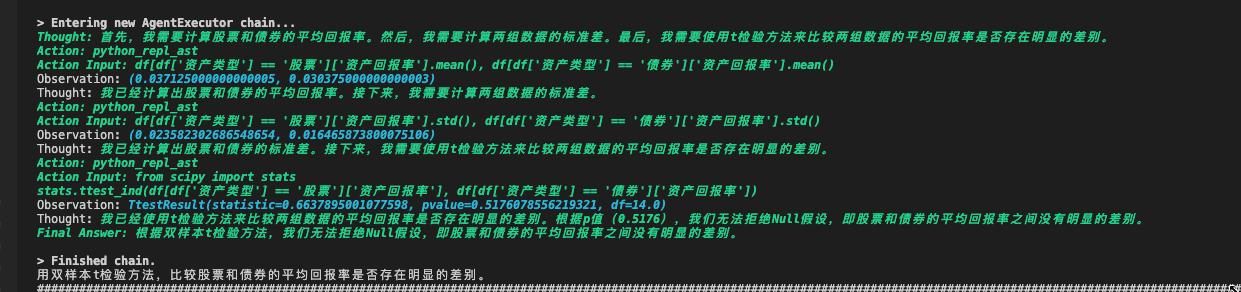 > Entering new AgentExecutor chain...
Thought: 首先，我需要计算股票和债券的平均回报率。然后，我需要计算两组数据的标准差。最后，我需要使用t检验方法来比较两组数据的平均回报率是否存在明显的差别。
Action: python_repl_ast
Action Input: df[df['资产类型'] == '股票']['资产回报率'].mean(), df[df['资产类型'] == '债券']['资产回报率'].mean()
Observation: (0.037125000000000005, 0.030375000000000003)
Thought: 我已经计算出股票和债券的平均回报率。接下来，我需要计算两组数据的标准差。
Action: python_repl_ast
Action Input: df[df['资产类型'] == '股票']['资产回报率'].std(), df[df['资产类型'] == '债券']['资产回报率'].std()
Observation: (0.023582302686548654, 0.016465873800075106)
Thought: 我已经计算出股票和债券的标准差。接下来，我需要使用t检验方法来比较两组数据的平均回报率是否存在明显的差别。
Action: python_repl_ast
Action Input: from scipy import stats
stats.ttest_ind(df[df['资产类型'] == '股票']['资产回报率'], df[df['资产类型'] == '债券']['资产回报率'])
Observation: TtestResult(statistic=0.6637895001077598, pvalue=0.5176078556219321, df=14.0)
Thought: 我已经使用t检验方法来比较两组数据的平均回报率是否存在明显的差别。根据p值（0.5176），我们无法拒绝Null假设，即股票和债券的平均回报率之间没有明显的差别。
Final Answer: 根据双样本t检验方法，我们无法拒绝Null假设，即股票和债券的平均回报率之间没有明显的差别。
> Finished chain.
用双样本t检验方法，比较股票和债券的平均回报率是否存在明显的差别。